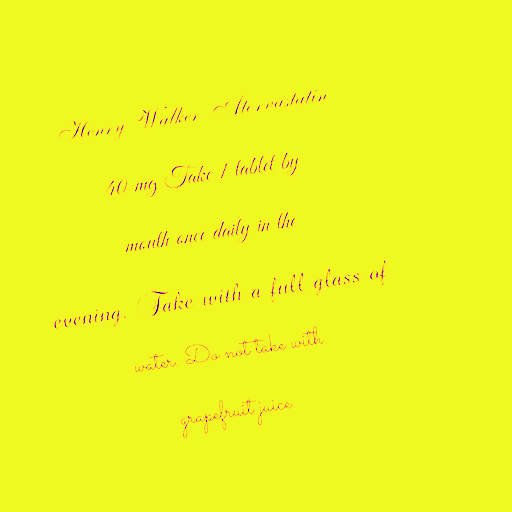 Henry Walker Atorvastatin
40 mg Take 1 tablet by
mouth once daily in the
evening. Take with a full glass of
water. Do not take with
grapefruit juice